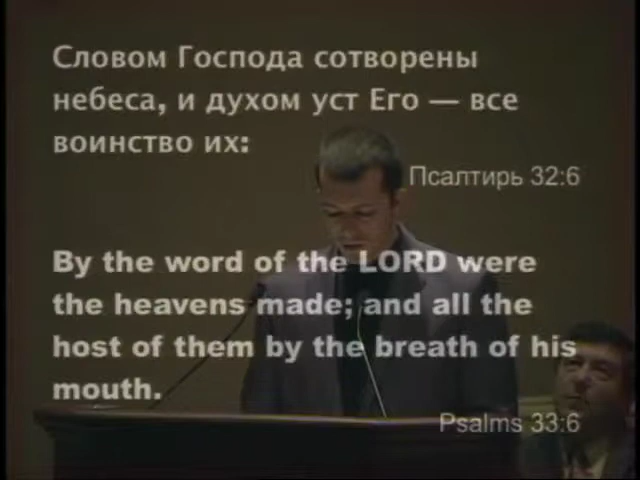 Словом Господа сотворены
небеса, и духом уст Его — все
воинство их:
Псалтирь 32:6
By the word of the LORD were
the heavens made; and all the
host of them by the breath of his
mouth.
Psalms 33:6